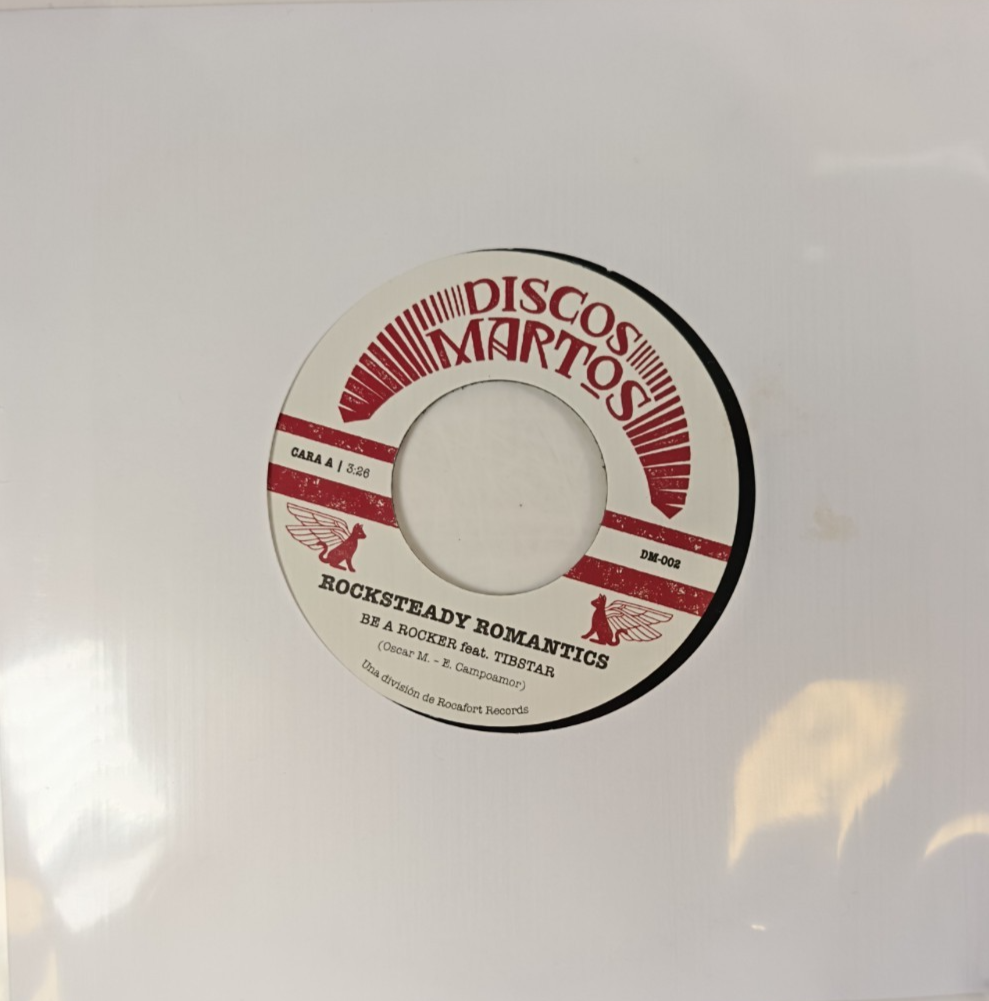 DISCOS
MARTOS
CARA A | 3:26
DM-002
ROCKSTEADY ROMANTICS
BE A ROCKER feat. TIBSTAR
(Oscar M. - E. Campoamor)
Una división de Rocafort Records